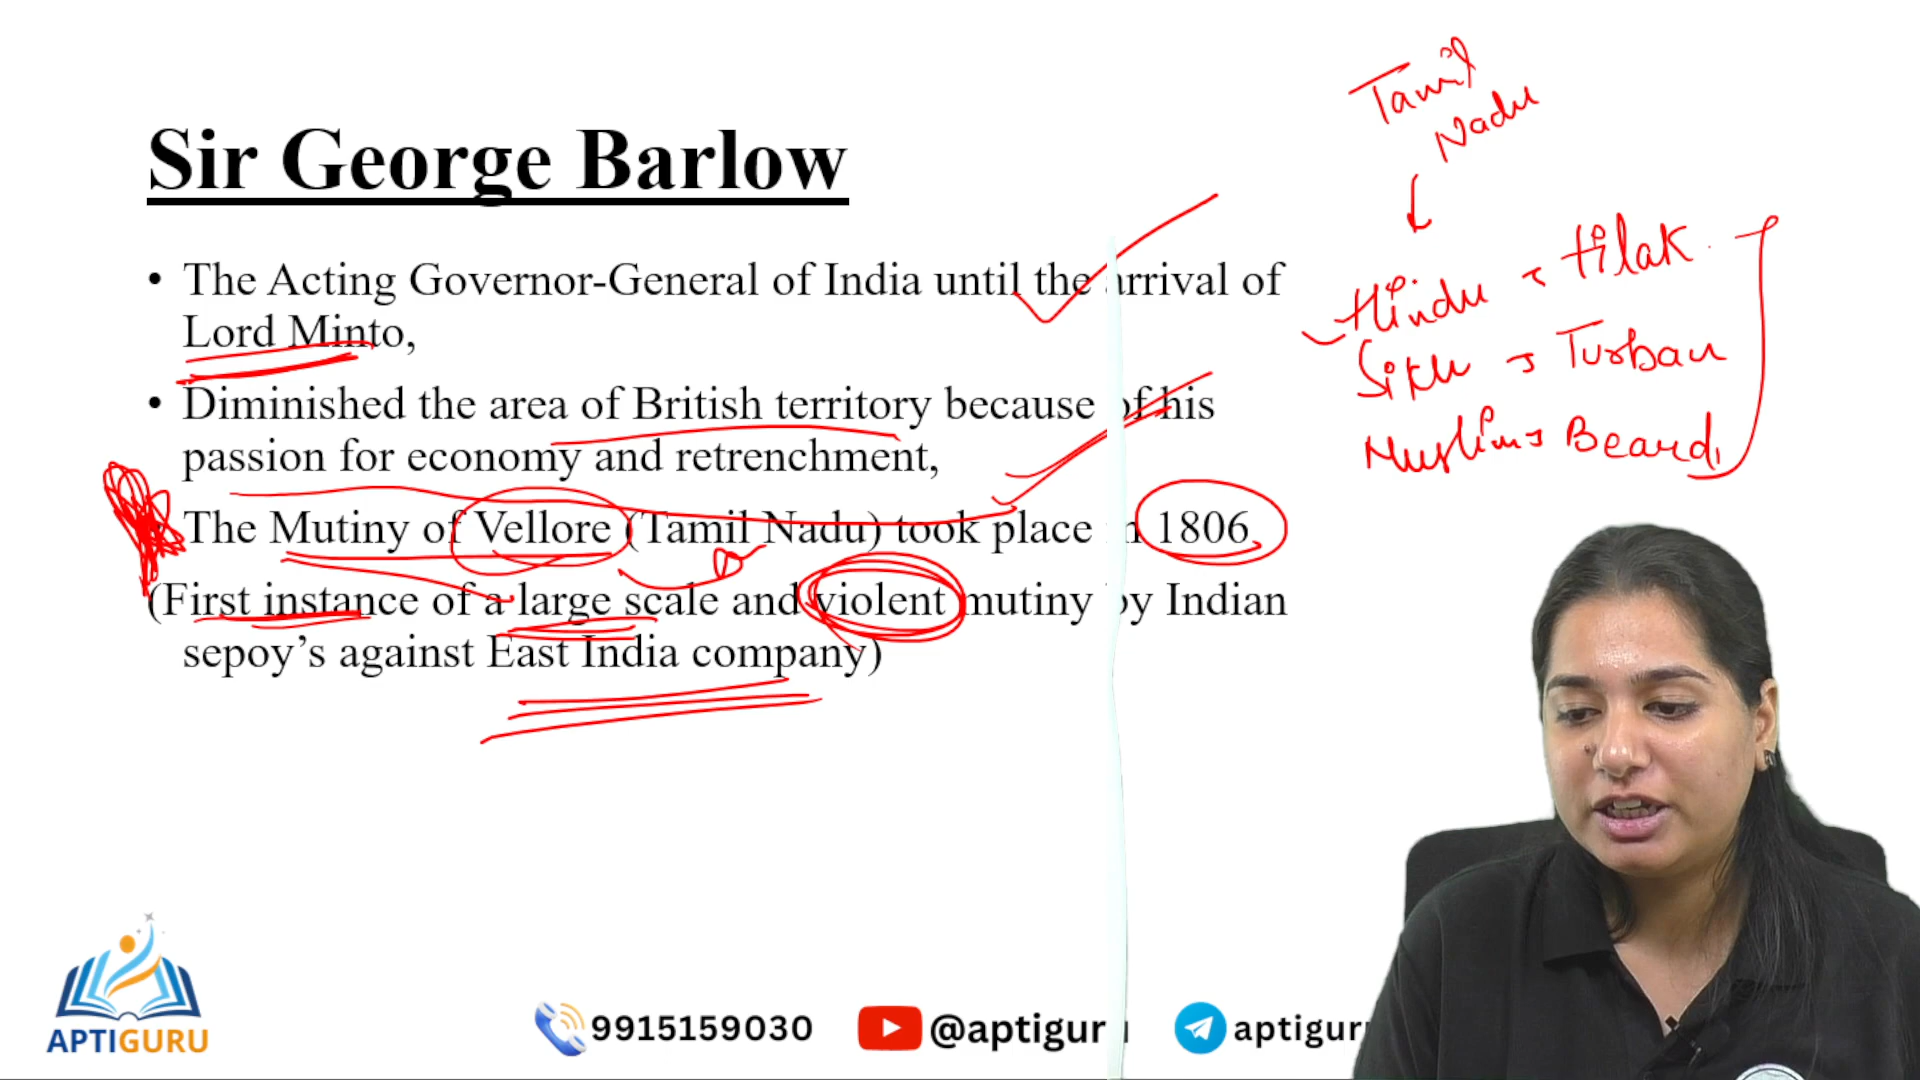 Sir George Barlow
• The Acting Governor-General of India until the arrival of
Lord Minto,
• Diminished the area of British territory because of his
passion for economy and retrenchment,
The Mutiny of Vellore (Tamil Nadu) took place in 1806
(First instance of a large scale and violent mutiny by Indian
sepoy's against East India company)
Tamil
Nadu
Hindu → tilak
Sikh → Turban
Muslim → Beard
APTIGURU
9915159030
@aptiguru
aptigur